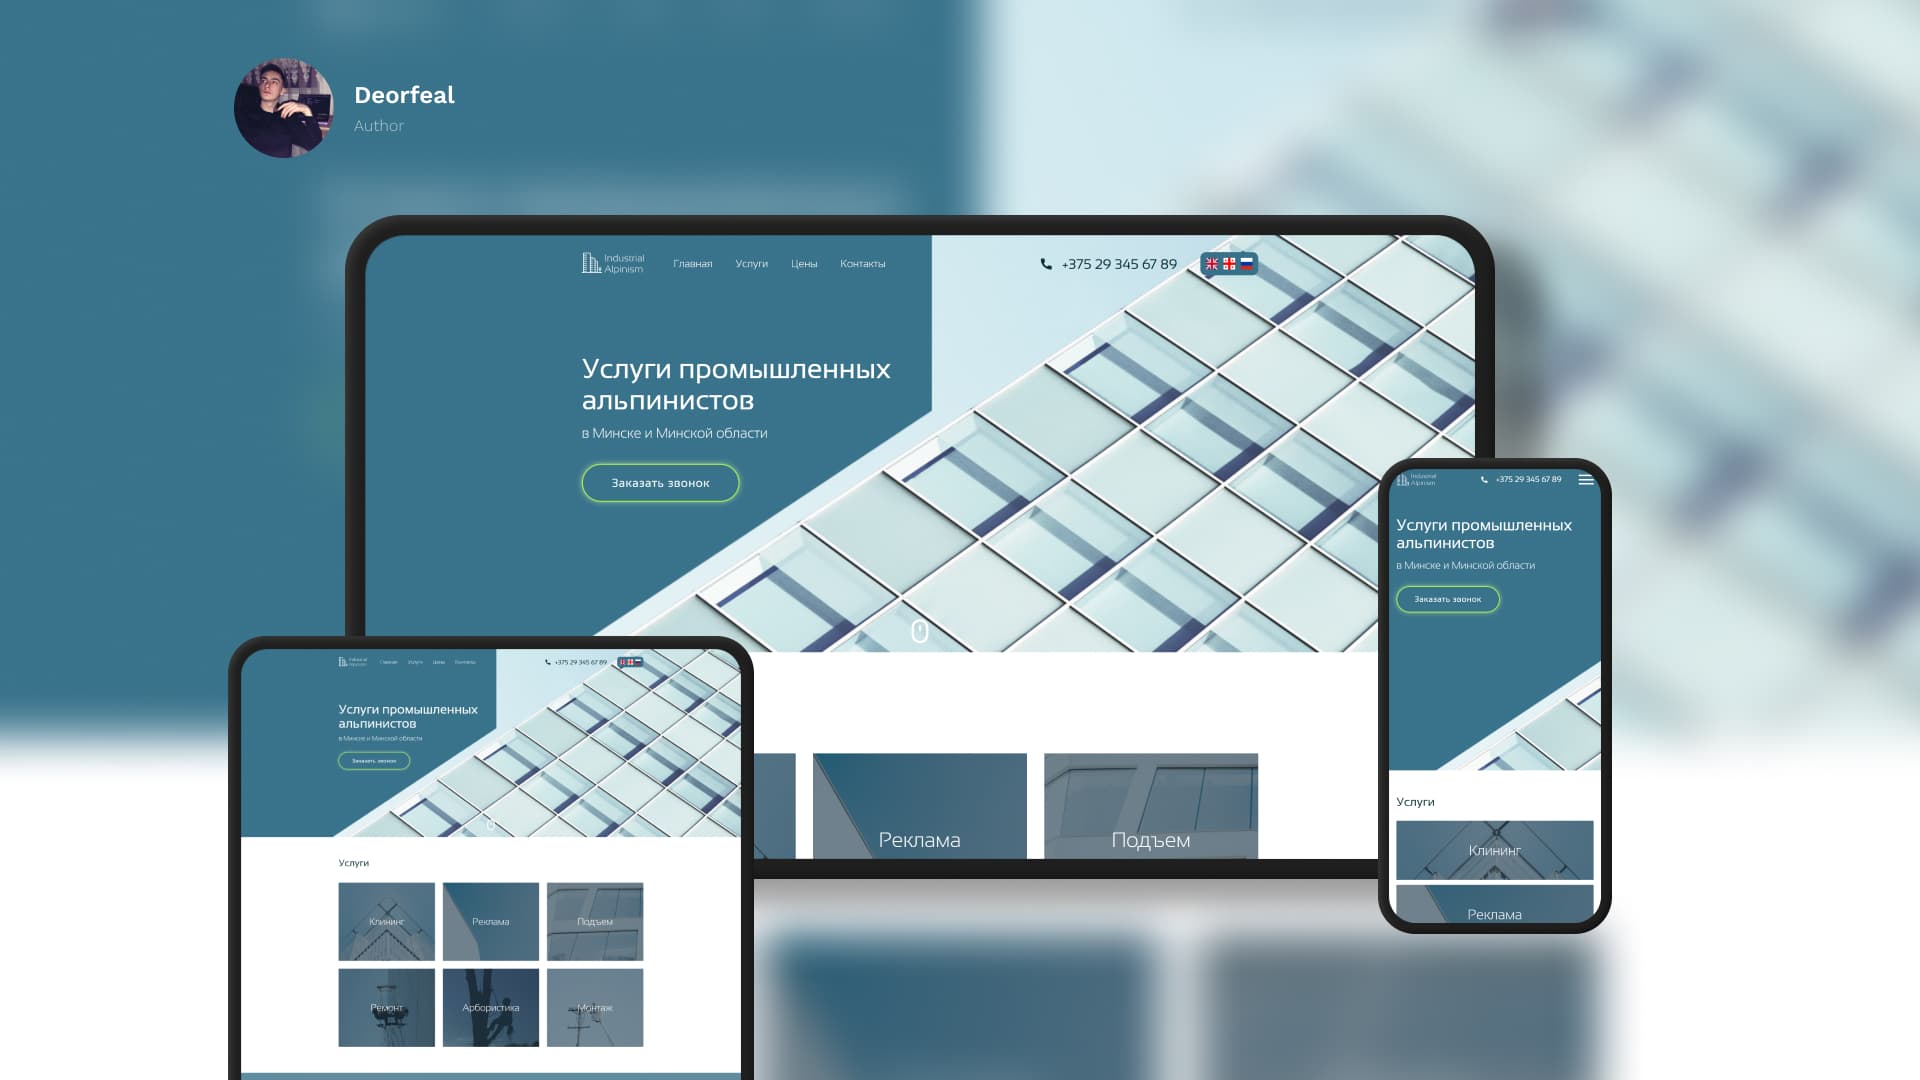 Deorfeal
Author
Industrial
Alpinism
Главная
Услуги
Цены
Контакты
+375 29 345 67 89
Услуги промышленных
альпинистов
в Минске и Минской области
Заказать звонок
Реклама
Подъем
Industrial
Alpinism
Главная
Услуги
Цены
Контакты
+375 29 345 67 89
Услуги промышленных
альпинистов
в Минске и Минской области
Заказать звонок
Услуги
Клининг
Реклама
Подъем
Ремонт
Арбористика
Монтаж
Industrial
Alpinism
+375 29 345 67 89
Услуги промышленных
альпинистов
в Минске и Минской области
Заказать звонок
Услуги
Клининг
Реклама